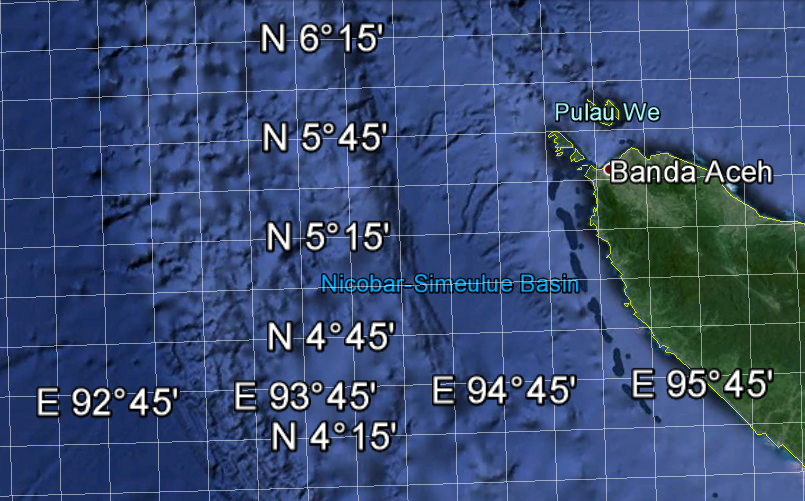 N 6°15'
Pulau We
N 5°45'
Banda Aceh
N 5°15'
Nicobar-Simeulue Basin
N 4°45'
E 92°45' E 93°45' E 94°45' E 95°45'
N 4°15'